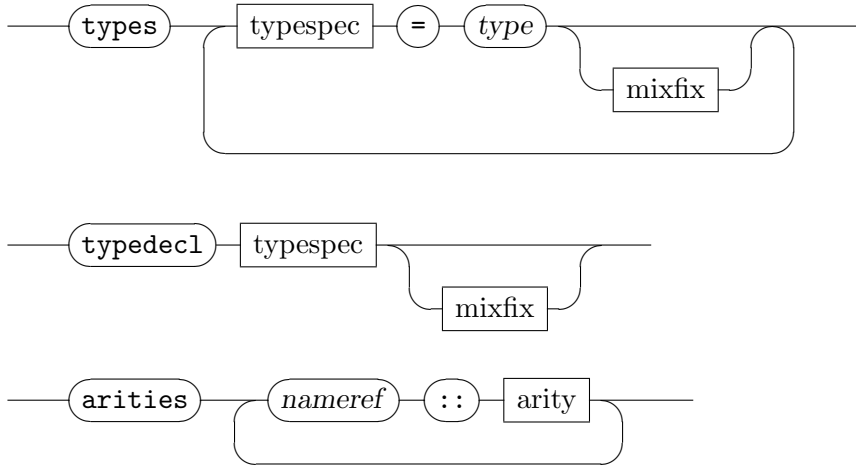 types typespec = type
mixfix
typedecl typespec
mixfix
arities nameref :: arity